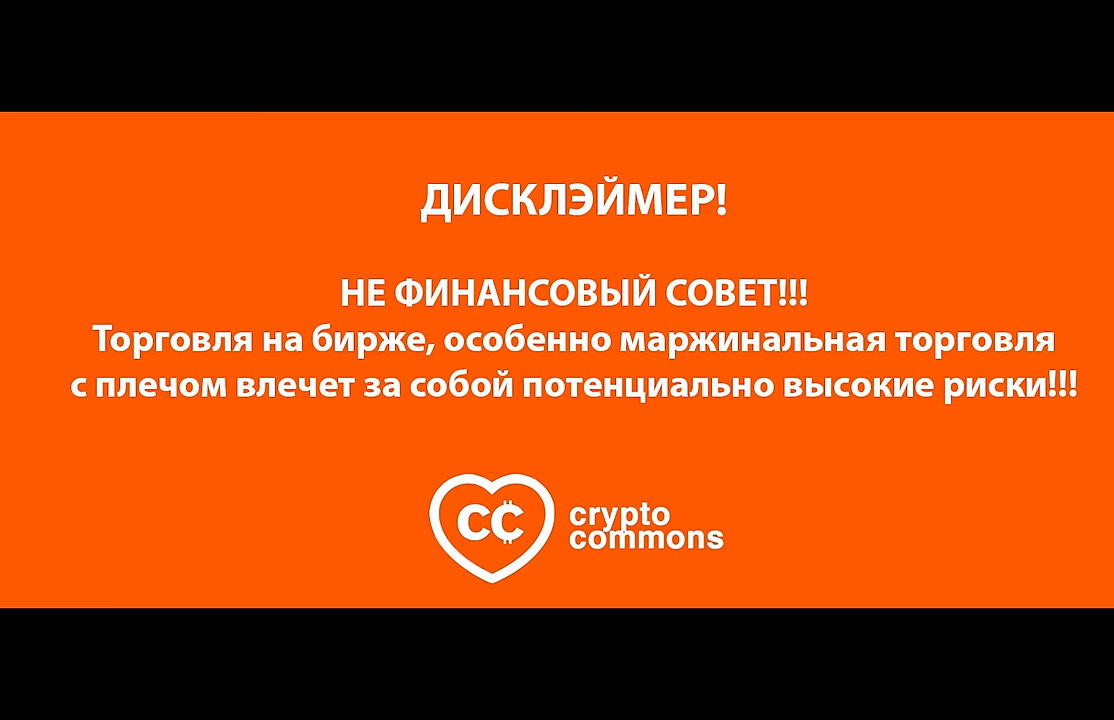 ДИСКЛЭЙМЕР!
НЕ ФИНАНСОВЫЙ СОВЕТ!!!
Торговля на бирже, особенно маржинальная торговля
с плечом влечет за собой потенциально высокие риски!!!
C₵ crypto
commons